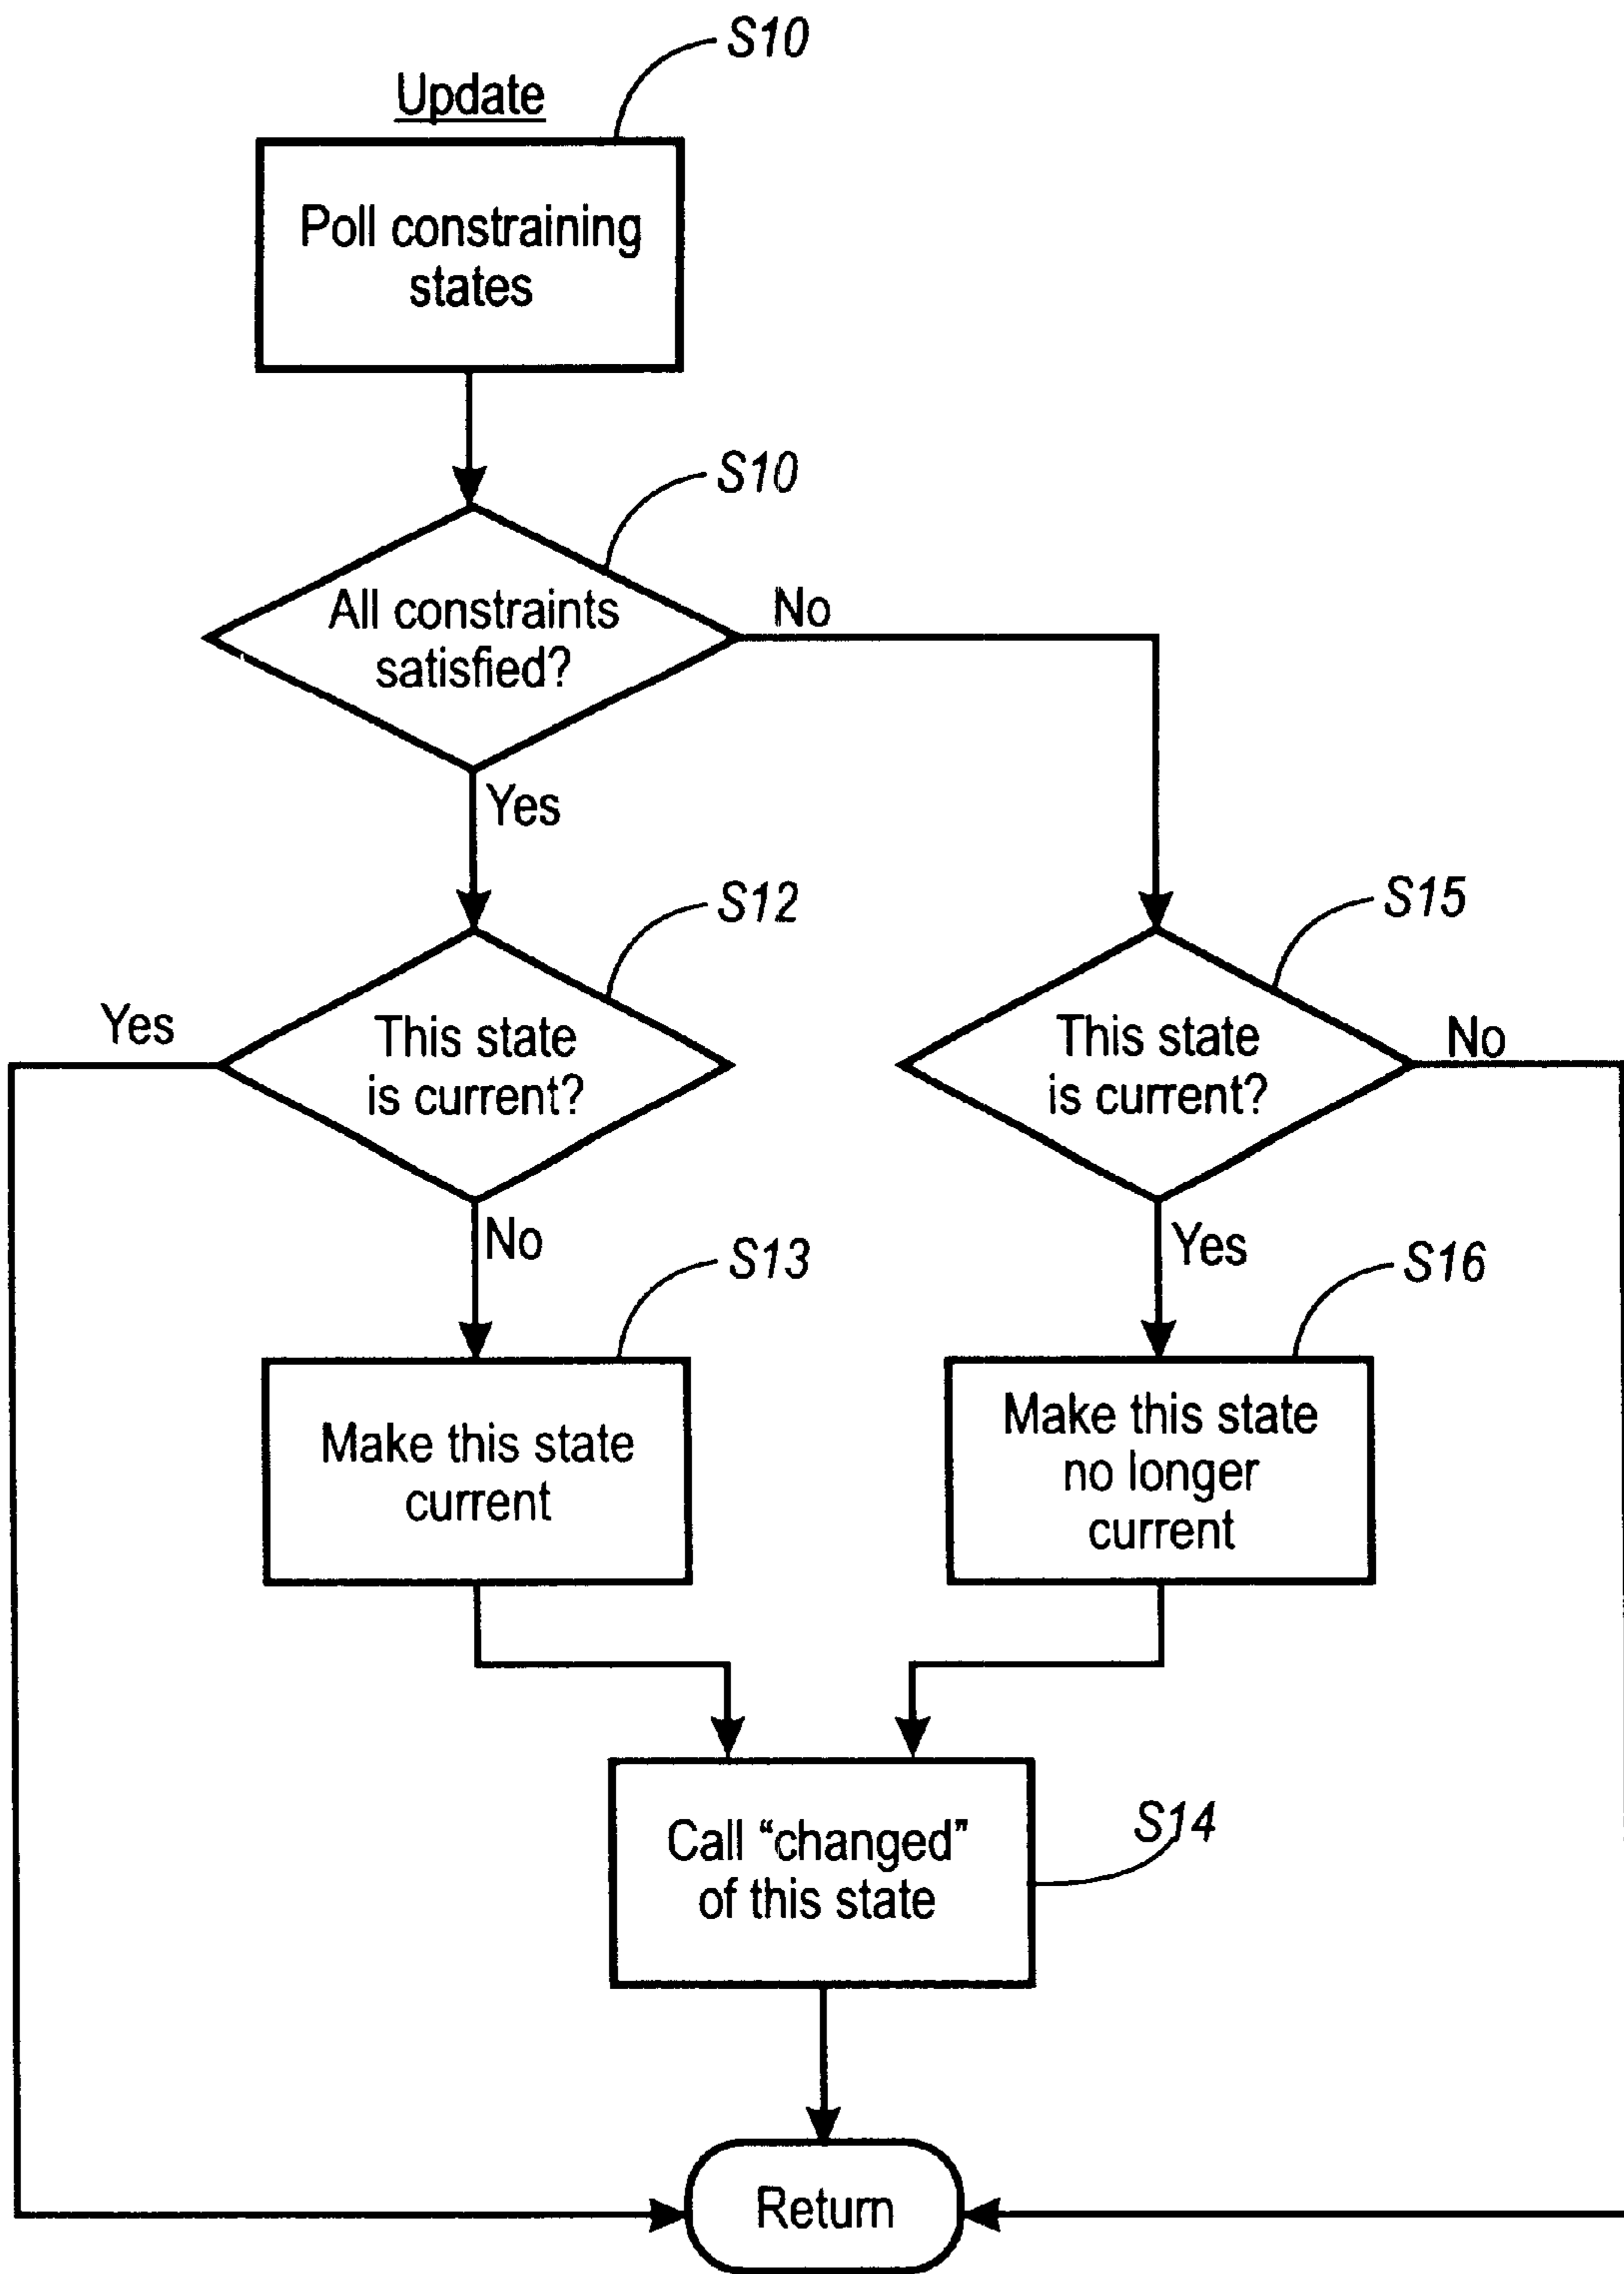 S10
Update
Poll constraining
states
S10
All constraints
satisfied?
No
Yes
S12
S15
Yes
This state
is current?
This state
is current?
No
No
Yes
S13
S16
Make this state
current
Make this state
no longer
current
Call “changed”
of this state
S14
Return